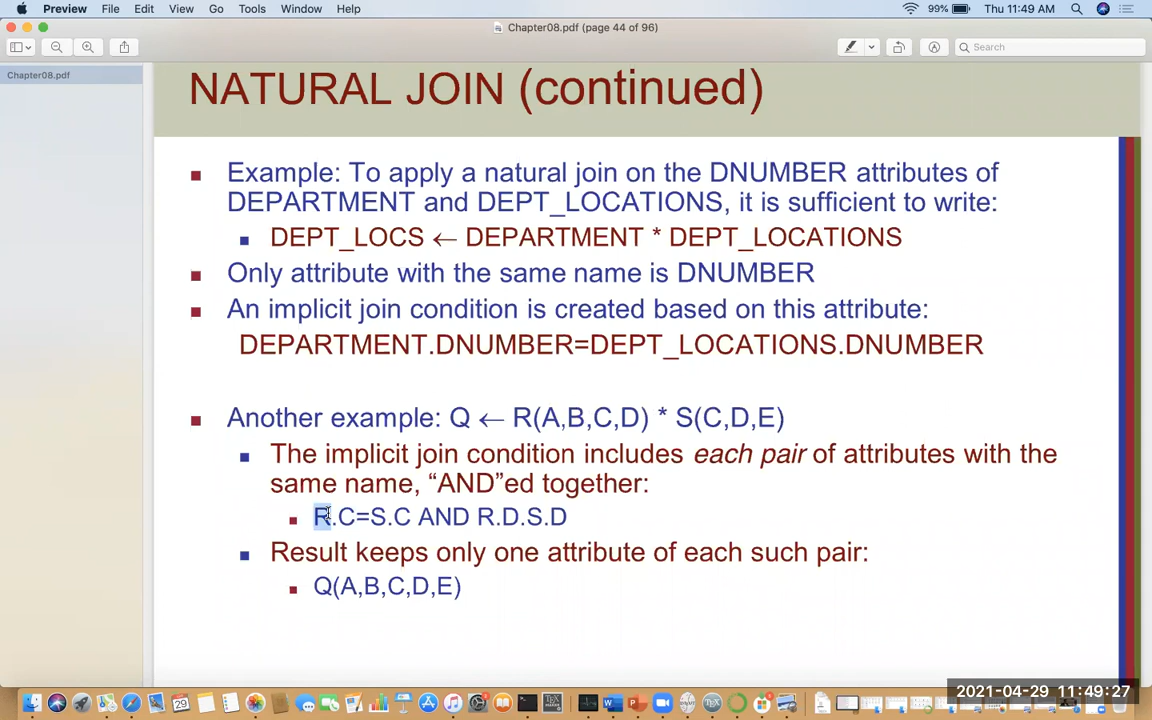 Preview File Edit View Go Tools Window Help 99% Thu 11:49 AM
Chapter08.pdf (page 44 of 96)
Search
Chapter08.pdf
NATURAL JOIN (continued)
Example: To apply a natural join on the DNUMBER attributes of
DEPARTMENT and DEPT_LOCATIONS, it is sufficient to write:
DEPT_LOCS ← DEPARTMENT * DEPT_LOCATIONS
Only attribute with the same name is DNUMBER
An implicit join condition is created based on this attribute:
DEPARTMENT.DNUMBER=DEPT_LOCATIONS.DNUMBER
Another example: Q ← R(A,B,C,D) * S(C,D,E)
The implicit join condition includes each pair of attributes with the
same name, “AND”ed together:
R.C=S.C AND R.D.S.D
Result keeps only one attribute of each such pair:
Q(A,B,C,D,E)
2021-04-29 11:49:27